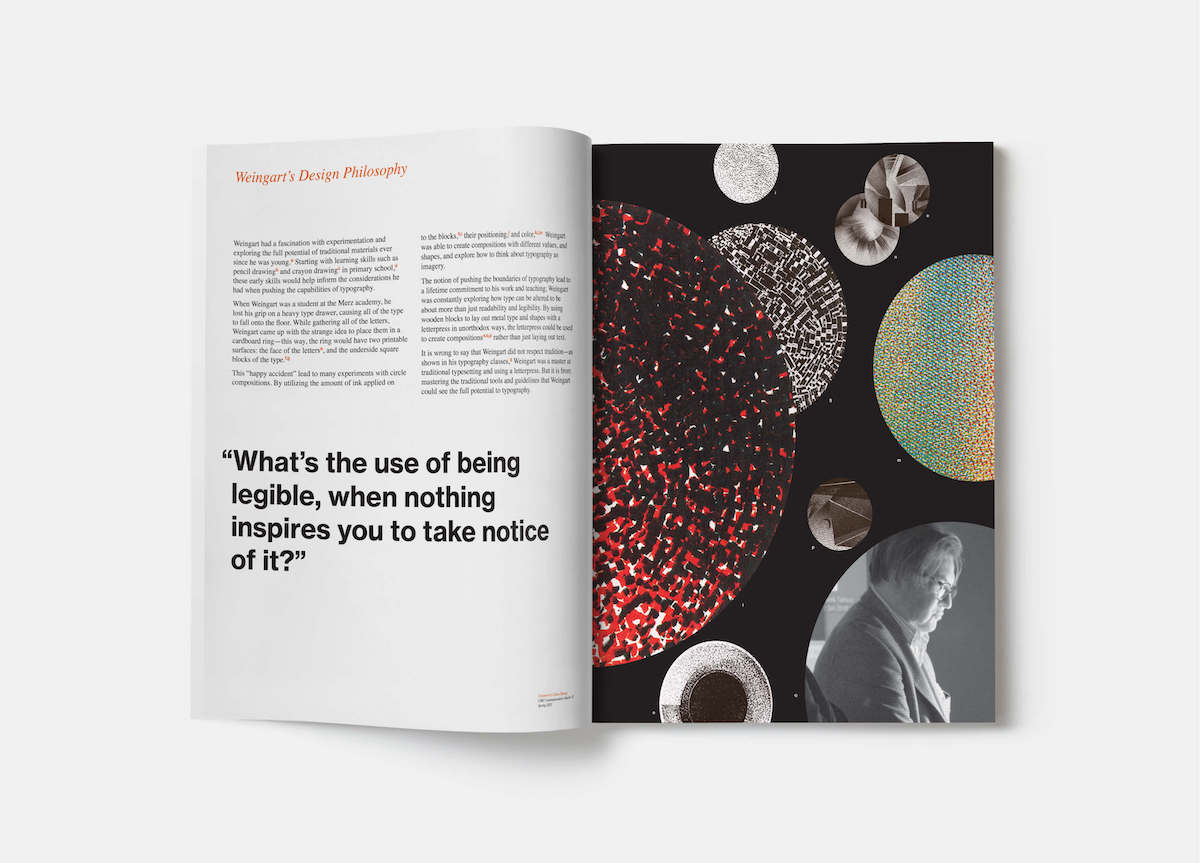 Weingart's Design Philosophy
Weingart had a fascination with experimentation and
exploring the full potential of traditional materials ever
since he was young. Starting with learning skills such as
pencil drawing and crayon drawing in primary school,
these early skills would help inform the considerations he
had when pushing the capabilities of typography.
When Weingart was a student at the Merz academy, he
lost his grip on a heavy type drawer, causing all of the type
to fall onto the floor. While gathering all of the letters,
Weingart came up with the strange idea to place them in a
cardboard ring—this way, the ring would have two printable
surfaces: the face of the letters, and the underside square
blocks of the type.
This "happy accident" lead to many experiments with circle
compositions. By utilizing the amount of ink applied on
to the blocks, their positioning, and color, Weingart
was able to create compositions with different values, and
shapes, and explore how to think about typography as
imagery.
The notion of pushing the boundaries of typography lead to
a lifetime commitment to his work and teaching; Weingart
was constantly exploring how type can be altered to be
about more than just readability and legibility. By using
wooden blocks to lay out metal type and shapes with a
letterpress in unorthodox ways, the letterpress could be used
to create compositions rather than just laying out text.
It is wrong to say that Weingart did not respect tradition—as
shown in his typography classes, Weingart was a master at
traditional typesetting and using a letterpress. But it is from
mastering the traditional tools and guidelines that Weingart
could see the full potential to typography.
“What’s the use of being
legible, when nothing
inspires you to take notice
of it?”